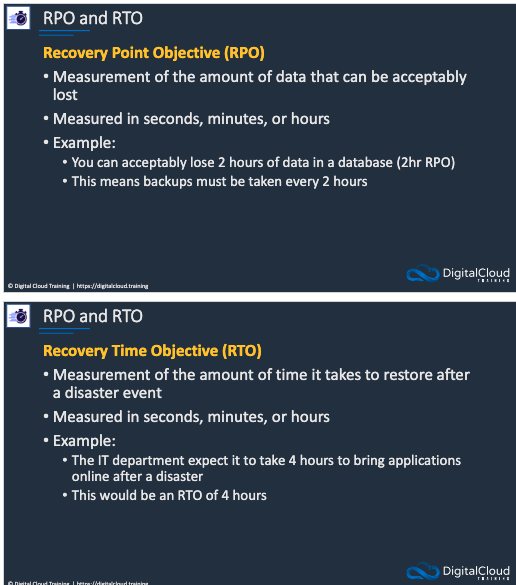 RPO and RTO
Recovery Point Objective (RPO)
• Measurement of the amount of data that can be acceptably
lost
• Measured in seconds, minutes, or hours
• Example:
• You can acceptably lose 2 hours of data in a database (2hr RPO)
• This means backups must be taken every 2 hours
DigitalCloud
TRAINING
© Digital Cloud Training | https://digitalcloud.training
RPO and RTO
Recovery Time Objective (RTO)
• Measurement of the amount of time it takes to restore after
a disaster event
• Measured in seconds, minutes, or hours
• Example:
• The IT department expect it to take 4 hours to bring applications
online after a disaster
• This would be an RTO of 4 hours
DigitalCloud
TRAINING
© Digital Cloud Training | https://digitalcloud.training